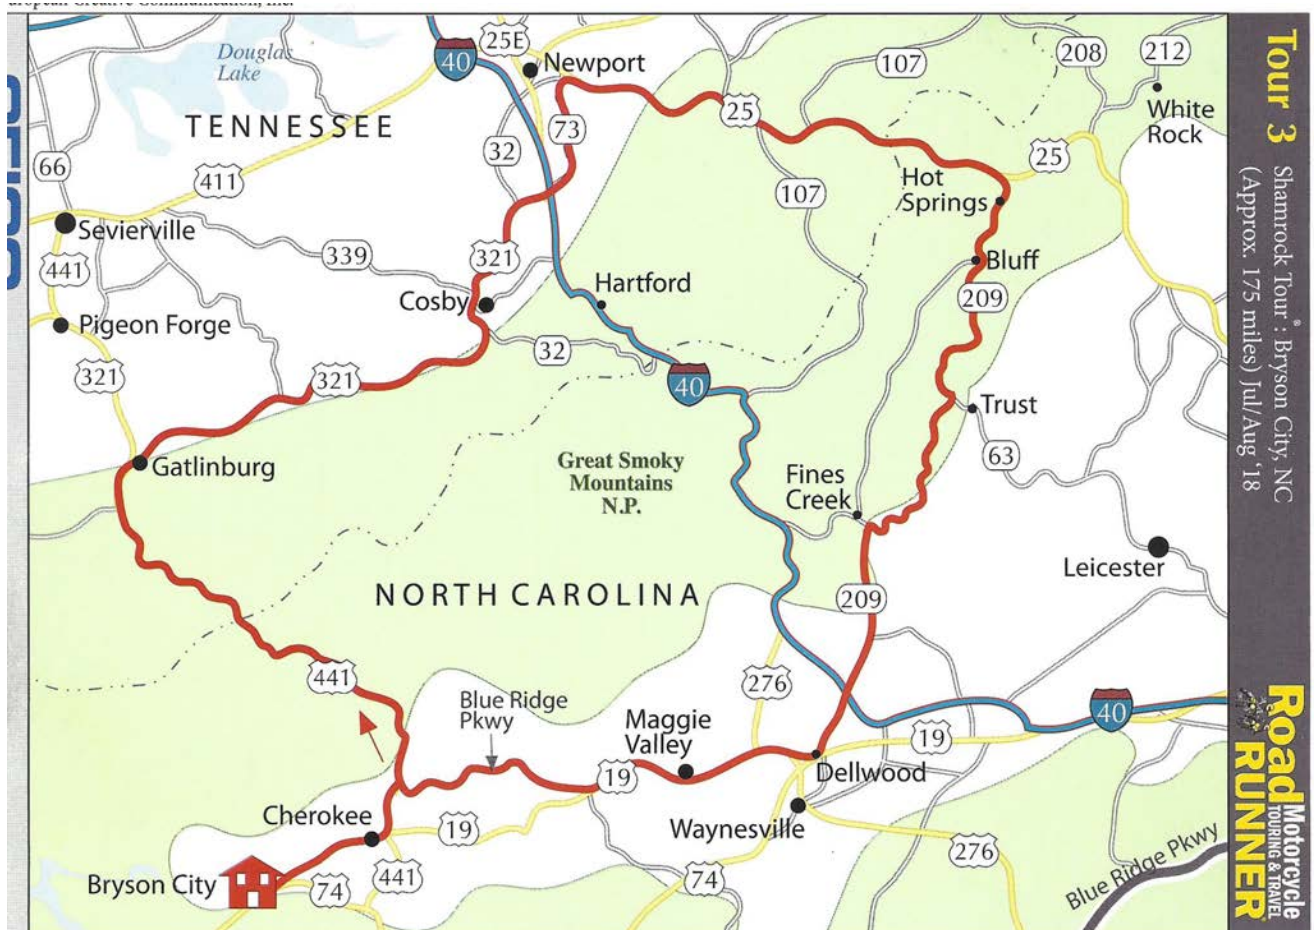 European Creative Communication, Inc.
Douglas
Lake
25E
40
Newport
107
208
212
White
Rock
TENNESSEE
73
25
66
32
25
411
Hot
Springs
107
Sevierville
339
321
441
Bluff
Hartford
Cosby
209
Pigeon Forge
32
321
321
40
Trust
63
Gatlinburg
Great Smoky
Mountains
N.P.
Fines
Creek
Leicester
NORTH CAROLINA
209
441
276
Blue Ridge
Pkwy
Maggie
Valley
40
19
19
Dellwood
Cherokee
19
Waynesville
276
Bryson City
74
441
74
Blue Ridge Pkwy
Tour 3
Shamrock Tour®: Bryson City, NC
(Approx. 175 miles) Jul/Aug '18
Road
RUNNER
Motorcycle
TOURING & TRAVEL